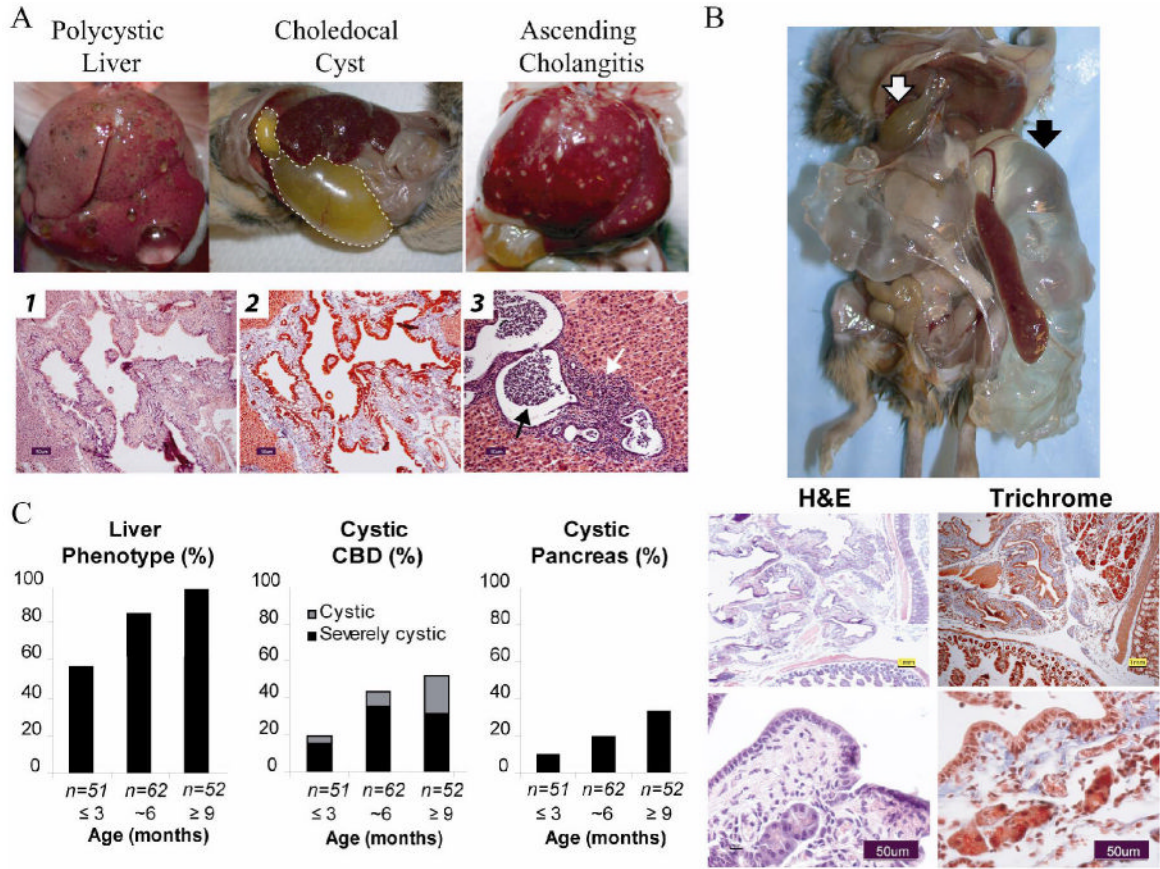 A
Polycystic
Liver
Choledocal
Cyst
Ascending
Cholangitis
1
2
3
B
H&E
Trichrome
1mm
1mm
50um
50um
C
Liver
Phenotype (%)
100
80
60
40
20
0
n=51
n=62
n=52
≤ 3
~6
≥ 9
Age (months)
Cystic
CBD (%)
100
80
60
40
20
0
Cystic
Severely cystic
n=51
n=62
n=52
≤ 3
~6
≥ 9
Age (months)
Cystic
Pancreas (%)
100
80
60
40
20
0
n=51
n=62
n=52
≤ 3
~6
≥ 9
Age (months)